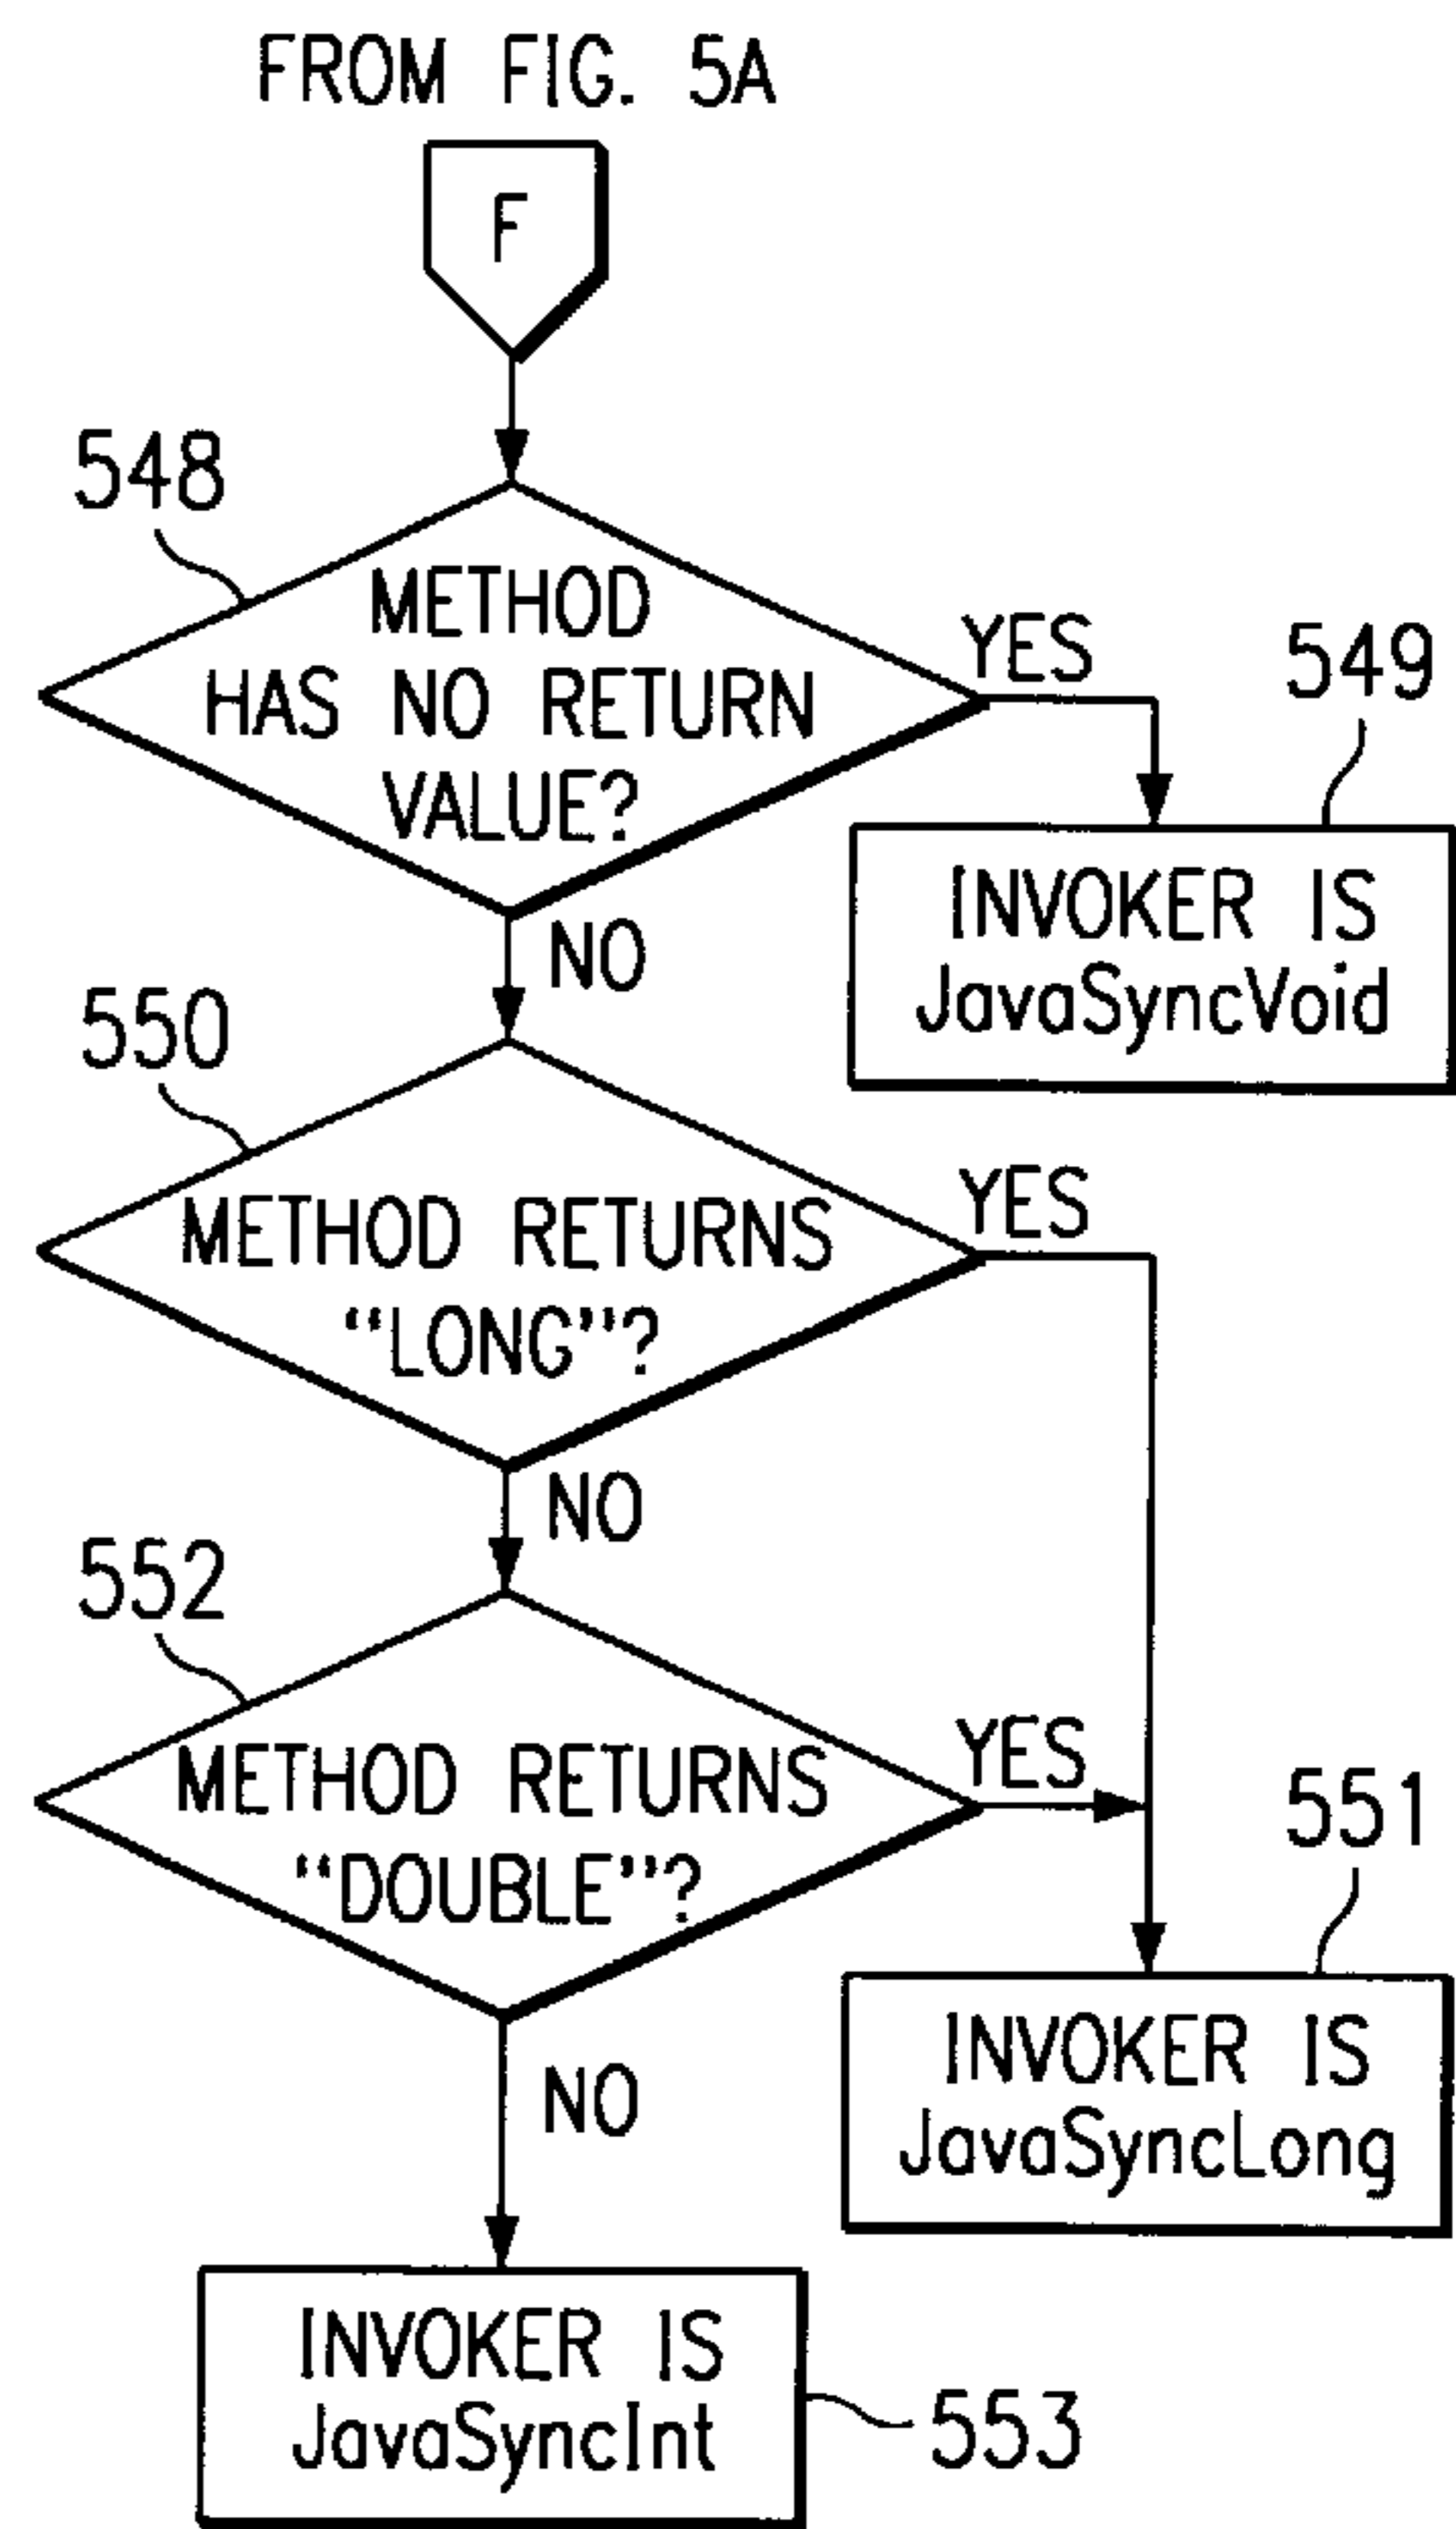 FROM FIG. 5A
F
548
METHOD
HAS NO RETURN
VALUE?
YES
549
INVOKER IS
JavaSyncVoid
NO
550
METHOD RETURNS
“LONG”?
YES
NO
552
METHOD RETURNS
“DOUBLE”?
YES
551
INVOKER IS
JavaSyncLong
NO
INVOKER IS
JavaSyncInt
553